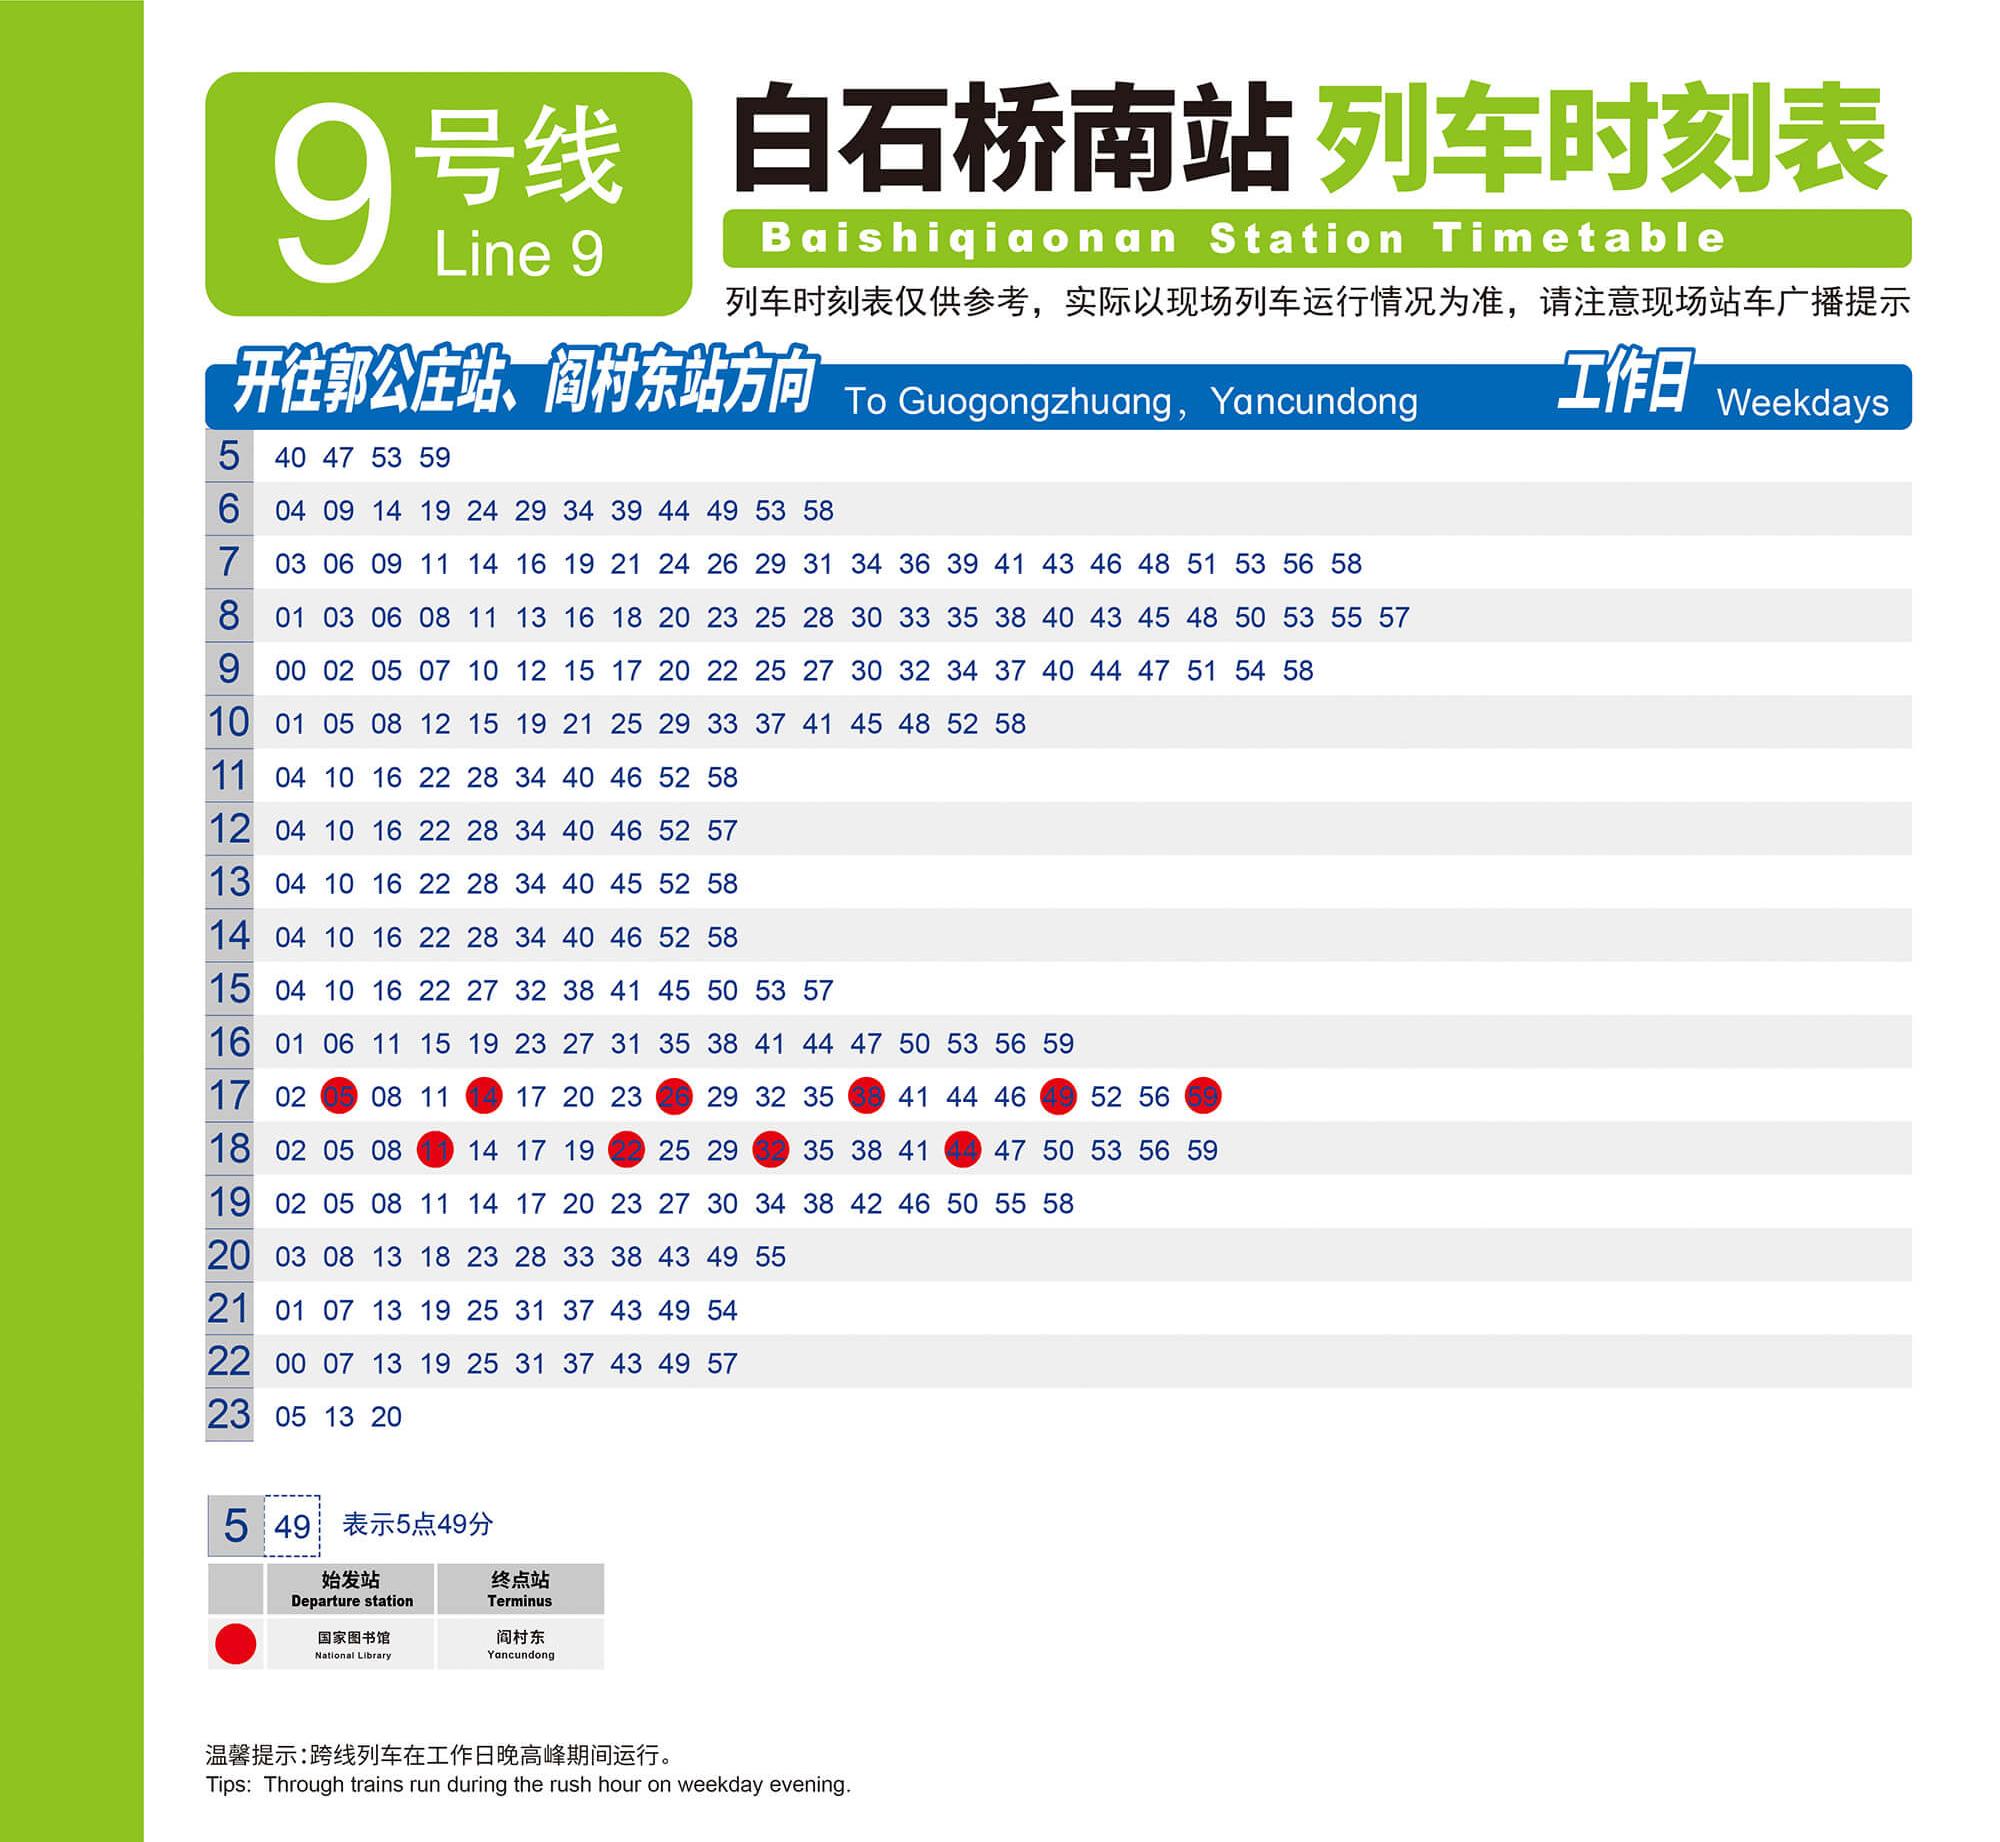 9 号线
Line 9
白石桥南站 列车时刻表
Baishiqiaonan Station Timetable
列车时刻表仅供参考，实际以现场列车运行情况为准，请注意现场站车广播提示
开往郭公庄站、阎村东站方向 To Guogongzhuang，Yancundong 工作日 Weekdays
5 40 47 53 59
6 04 09 14 19 24 29 34 39 44 49 53 58
7 03 06 09 11 14 16 19 21 24 26 29 31 34 36 39 41 43 46 48 51 53 56 58
8 01 03 06 08 11 13 16 18 20 23 25 28 30 33 35 38 40 43 45 48 50 53 55 57
9 00 02 05 07 10 12 15 17 20 22 25 27 30 32 34 37 40 44 47 51 54 58
10 01 05 08 12 15 19 21 25 29 33 37 41 45 48 52 58
11 04 10 16 22 28 34 40 46 52 58
12 04 10 16 22 28 34 40 46 52 57
13 04 10 16 22 28 34 40 45 52 58
14 04 10 16 22 28 34 40 46 52 58
15 04 10 16 22 27 32 38 41 45 50 53 57
16 01 06 11 15 19 23 27 31 35 38 41 44 47 50 53 56 59
17 02 05 08 11 14 17 20 23 26 29 32 35 38 41 44 46 49 52 56 59
18 02 05 08 11 14 17 19 22 25 29 32 35 38 41 44 47 50 53 56 59
19 02 05 08 11 14 17 20 23 27 30 34 38 42 46 50 55 58
20 03 08 13 18 23 28 33 38 43 49 55
21 01 07 13 19 25 31 37 43 49 54
22 00 07 13 19 25 31 37 43 49 57
23 05 13 20
5 49 表示5点49分
始发站 终点站
Departure station Terminus
国家图书馆 阎村东
National Library Yancundong
温馨提示：跨线列车在工作日晚高峰期间运行。
Tips: Through trains run during the rush hour on weekday evening.